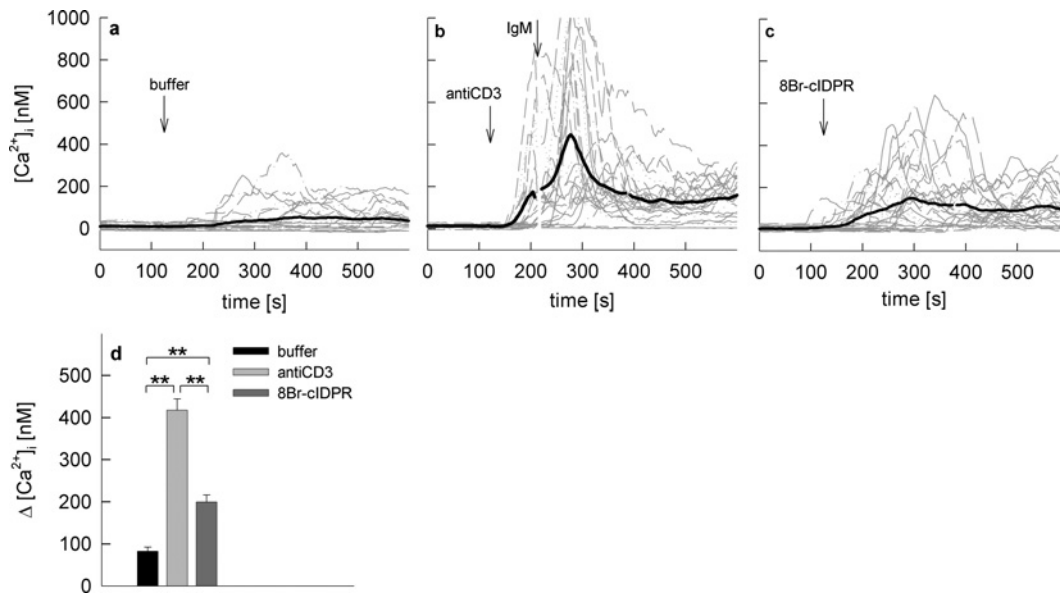 a
b
c
1000
800
600
400
200
0
[Ca²⁺]ᵢ [nM]
buffer
antiCD3
IgM
8Br-cIDPR
0 100 200 300 400 500
time [s]
0 100 200 300 400 500
time [s]
0 100 200 300 400 500
time [s]
d
500
400
300
200
100
0
Δ [Ca²⁺]ᵢ [nM]
**
** **
buffer
antiCD3
8Br-cIDPR